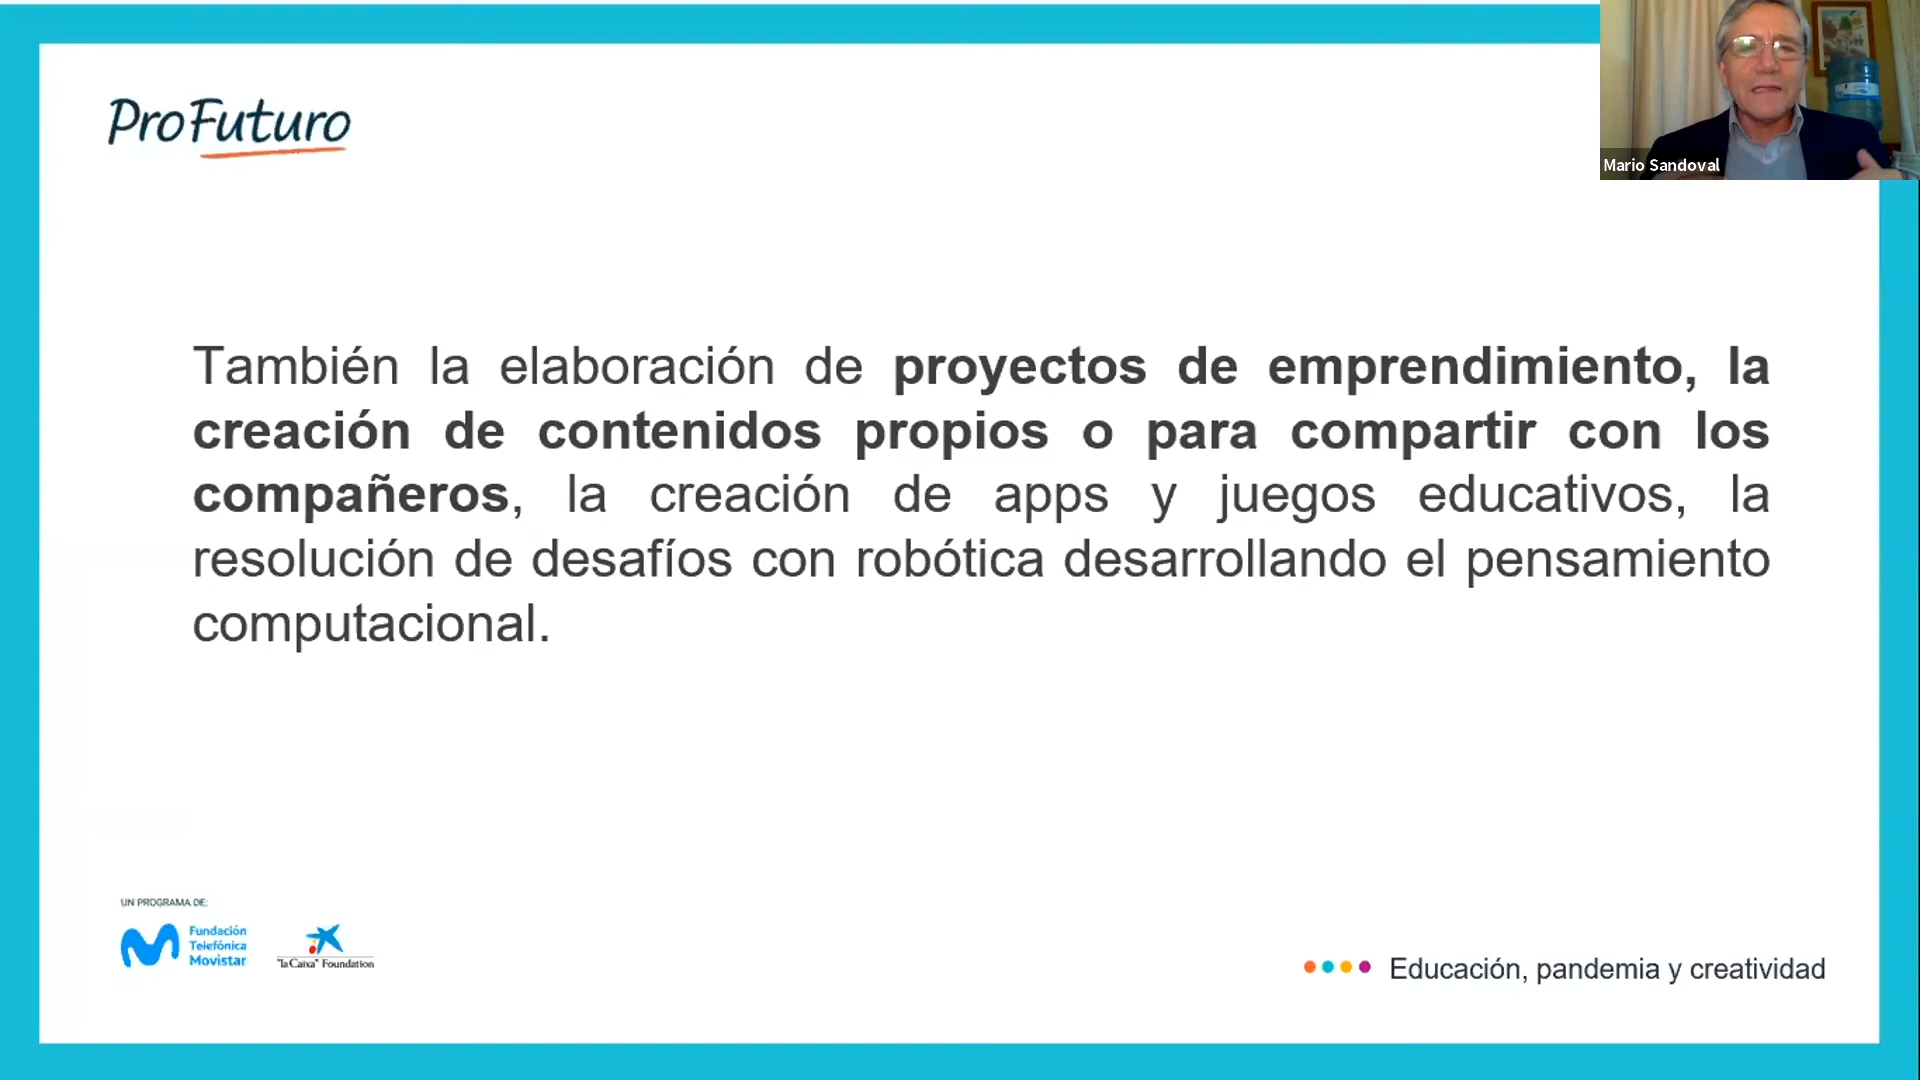 ProFuturo
Mario Sandoval
También la elaboración de proyectos de emprendimiento, la
creación de contenidos propios o para compartir con los
compañeros, la creación de apps y juegos educativos, la
resolución de desafíos con robótica desarrollando el pensamiento
computacional.
UN PROGRAMA DE:
Fundación
Telefónica
Movistar
"la Caixa" Foundation
Educación, pandemia y creatividad